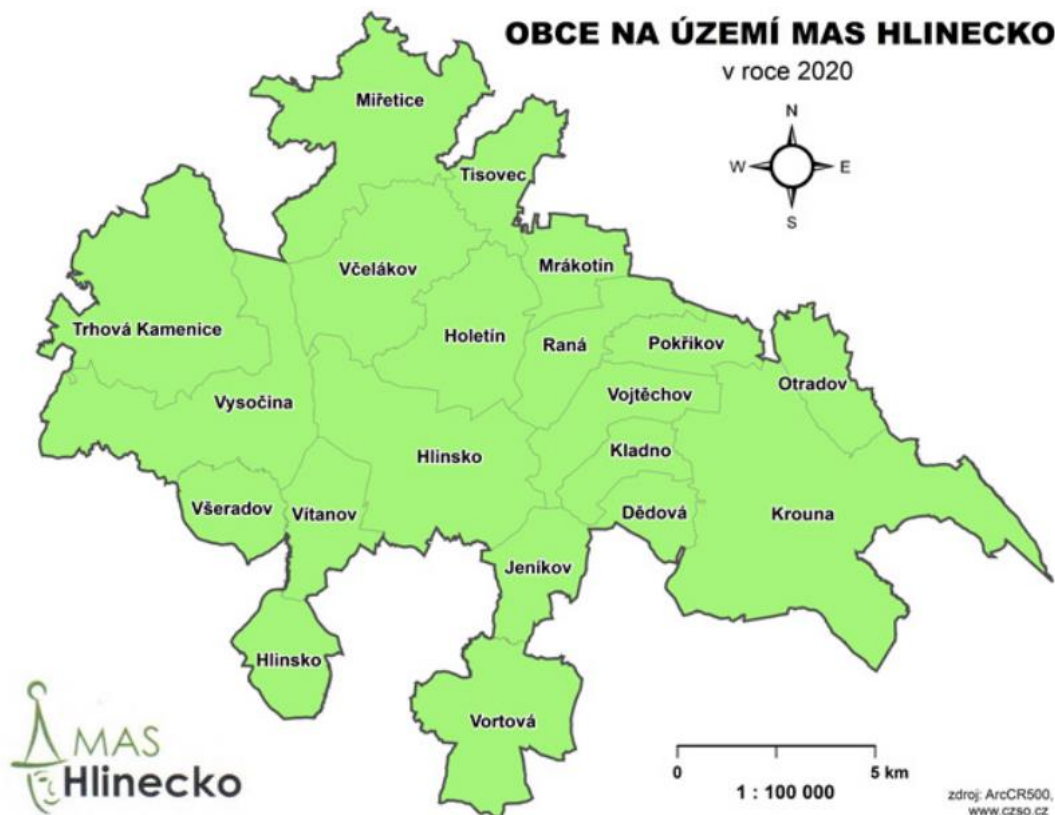 OBCE NA ÚZEMÍ MAS HLINECKO
v roce 2020
N
W
E
S
Miřetice
Tisovec
Včelákov
Mrákotín
Trhová Kamenice
Holetín
Raná
Pokřikov
Otradov
Vojtěchov
Vysočina
Hlinsko
Kladno
Všeradov
Vítanov
Dědová
Krouna
Jeníkov
Hlinsko
Vortová
MAS
Hlinecko
0
5 km
1 : 100 000
zdroj: ArcCR500,
www.czso.cz